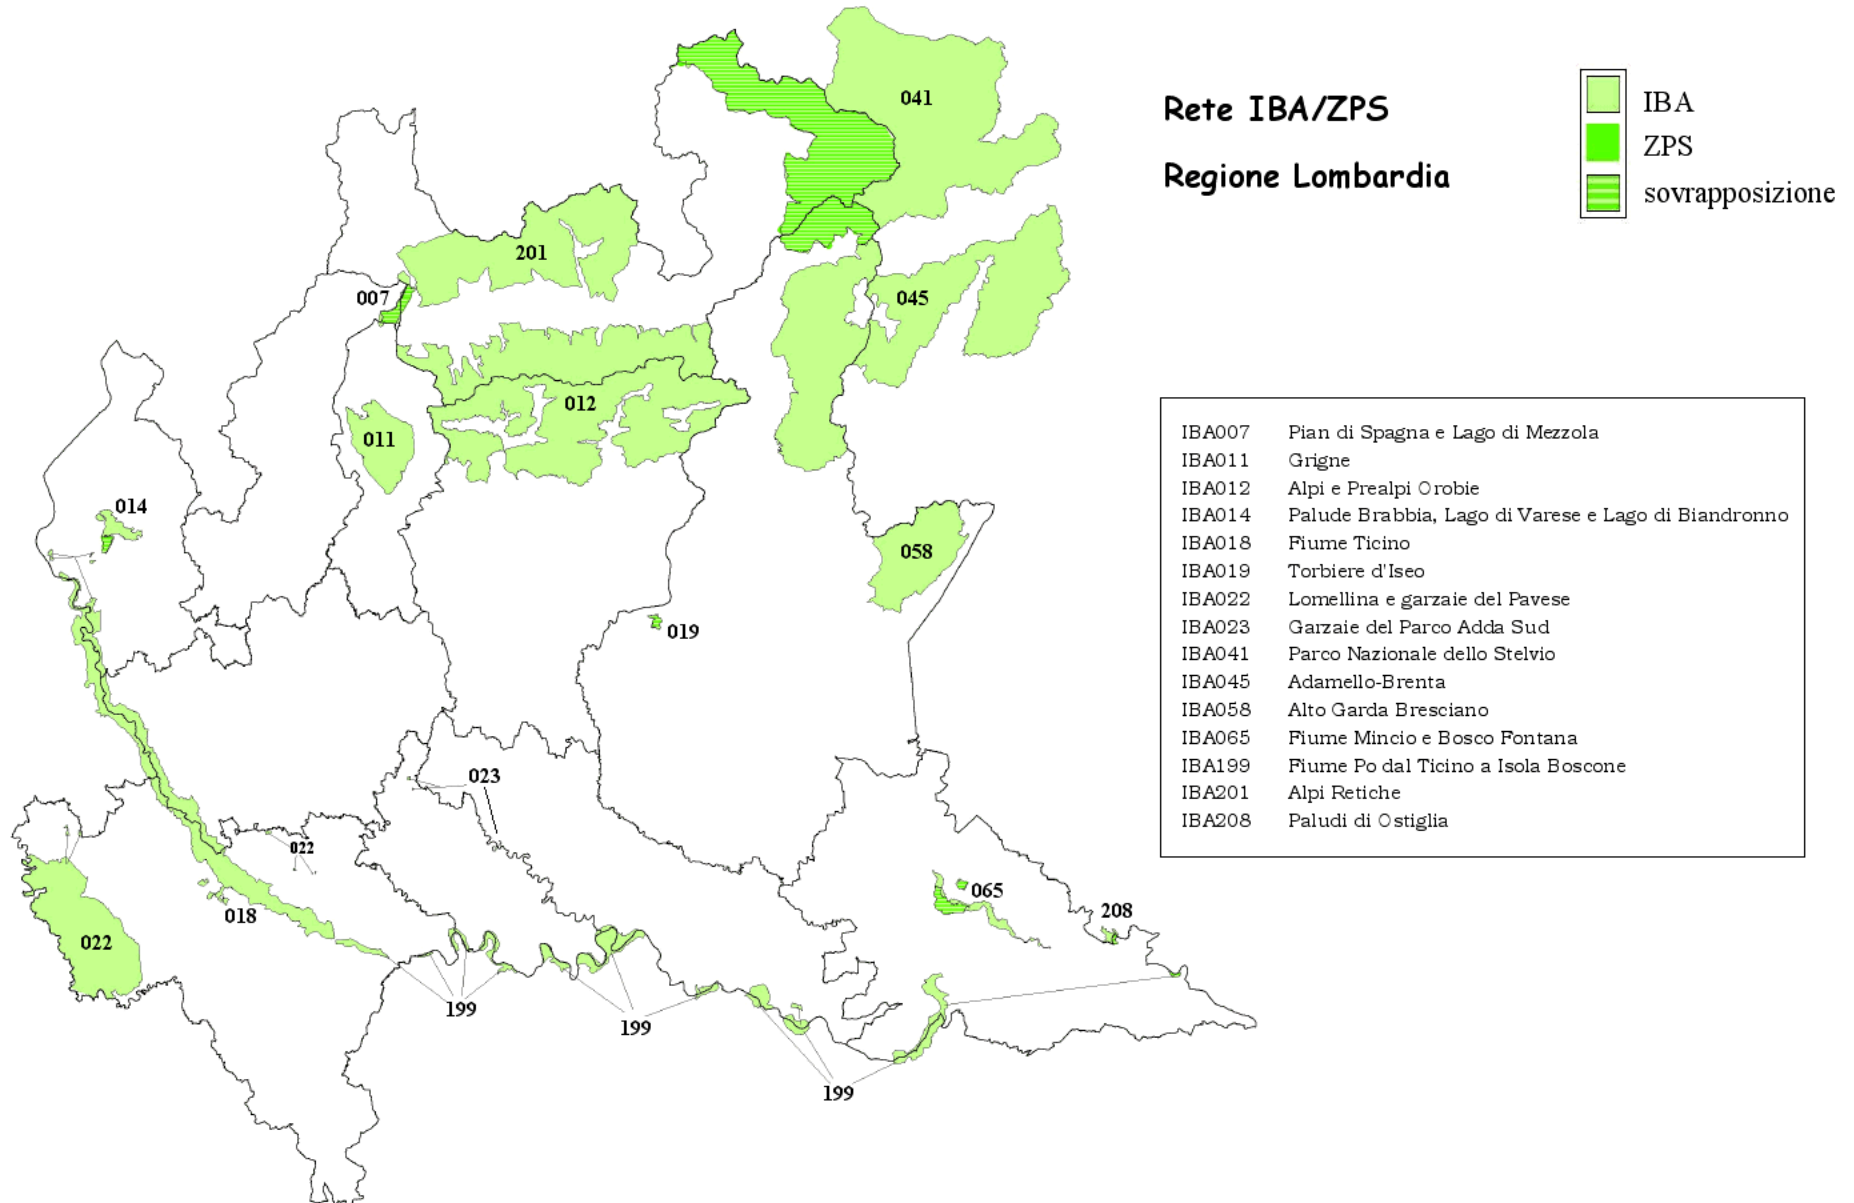 Rete IBA/ZPS
Regione Lombardia
IBA
ZPS
sovrapposizione
041
201
007
045
012
011
014
058
019
023
022
065
208
018
022
199
199
199
IBA007 Pian di Spagna e Lago di Mezzola
IBA011 Grigne
IBA012 Alpi e Prealpi Orobie
IBA014 Palude Brabbia, Lago di Varese e Lago di Biandronno
IBA018 Fiume Ticino
IBA019 Torbiere d'Iseo
IBA022 Lomellina e garzaie del Pavese
IBA023 Garzaie del Parco Adda Sud
IBA041 Parco Nazionale dello Stelvio
IBA045 Adamello-Brenta
IBA058 Alto Garda Bresciano
IBA065 Fiume Mincio e Bosco Fontana
IBA199 Fiume Po dal Ticino a Isola Boscone
IBA201 Alpi Retiche
IBA208 Paludi di Ostiglia